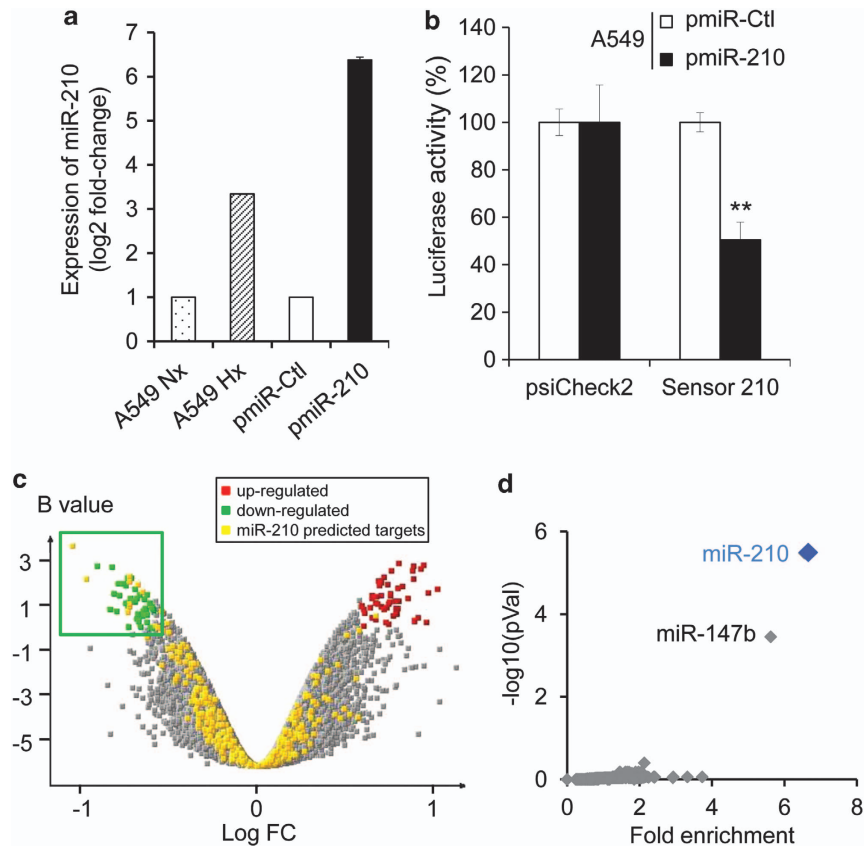 a
Expression of miR-210
(log2 fold-change)
7
6
5
4
3
2
1
0
A549 Nx
A549 Hx
pmiR-Ctl
pmiR-210
b
A549
pmiR-Ctl
pmiR-210
Luciferase activity (%)
140
120
100
80
60
40
20
0
**
psiCheck2
Sensor 210
c
B value
up-regulated
down-regulated
miR-210 predicted targets
3
1
-1
-3
-5
-1
0
1
Log FC
d
-log10(pVal)
6
4
2
0
miR-210
miR-147b
0
2
4
6
8
Fold enrichment